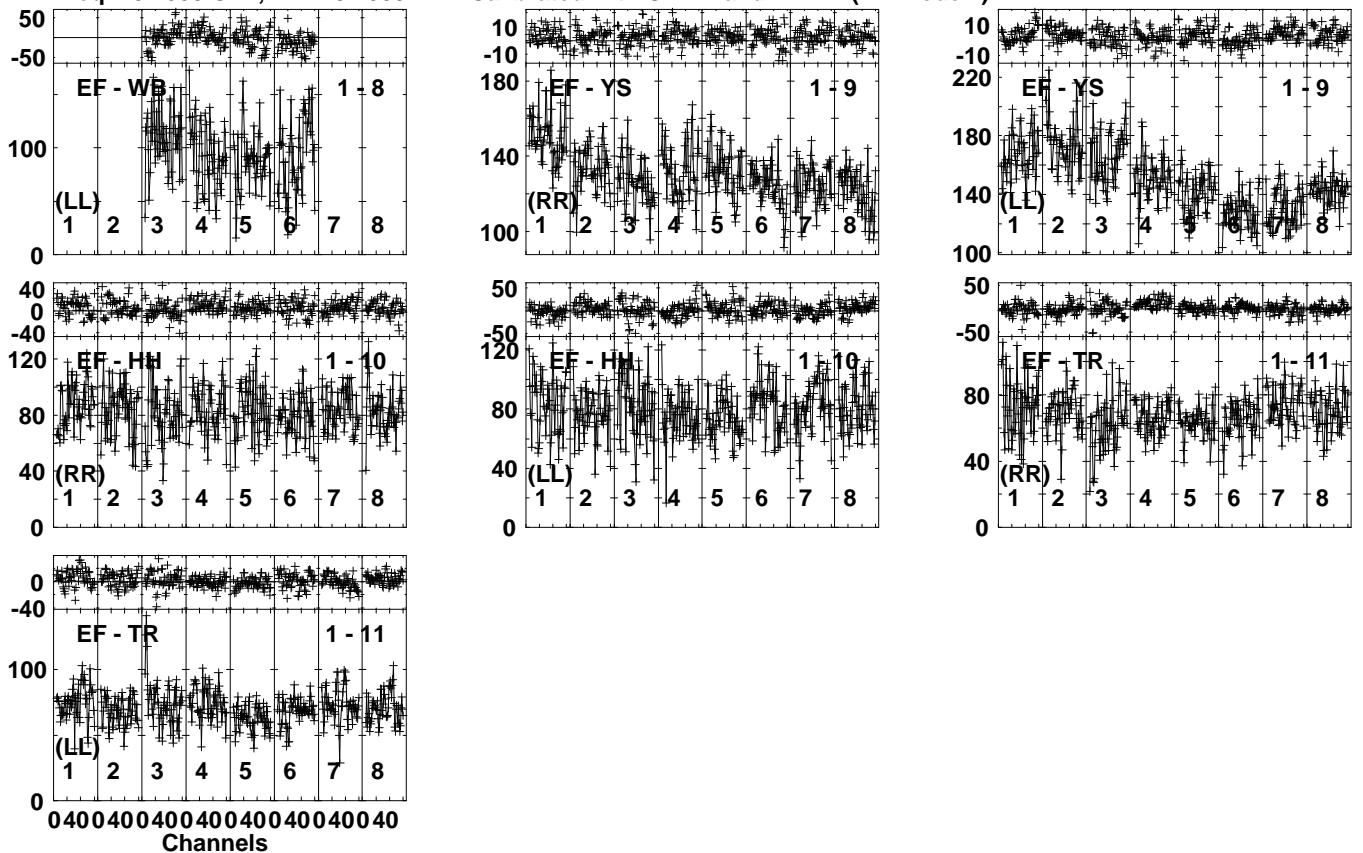 50
-50
EF - WB 1 - 8
100
(LL)
1 2 3 4 5 6 7 8
0
10
-10
180
EF - YS 1 - 9
140
(RR)
1 2 3 4 5 6 7 8
100
10
-10
220
EF - YS 1 - 9
180
140
(LL)
1 2 3 4 5 6 7 8
100
40
0
-40
120
EF - HH 1 - 10
80
40
(RR)
1 2 3 4 5 6 7 8
0
50
-50
120
EF - HH 1 - 10
80
40
(LL)
1 2 3 4 5 6 7 8
0
50
-50
EF - TR 1 - 11
80
40
(RR)
1 2 3 4 5 6 7 8
0
0
-40
EF - TR 1 - 11
100
(LL)
1 2 3 4 5 6 7 8
0
0 40 0 40 0 40 0 40 0 40 0 40 0 40 0 40
Channels